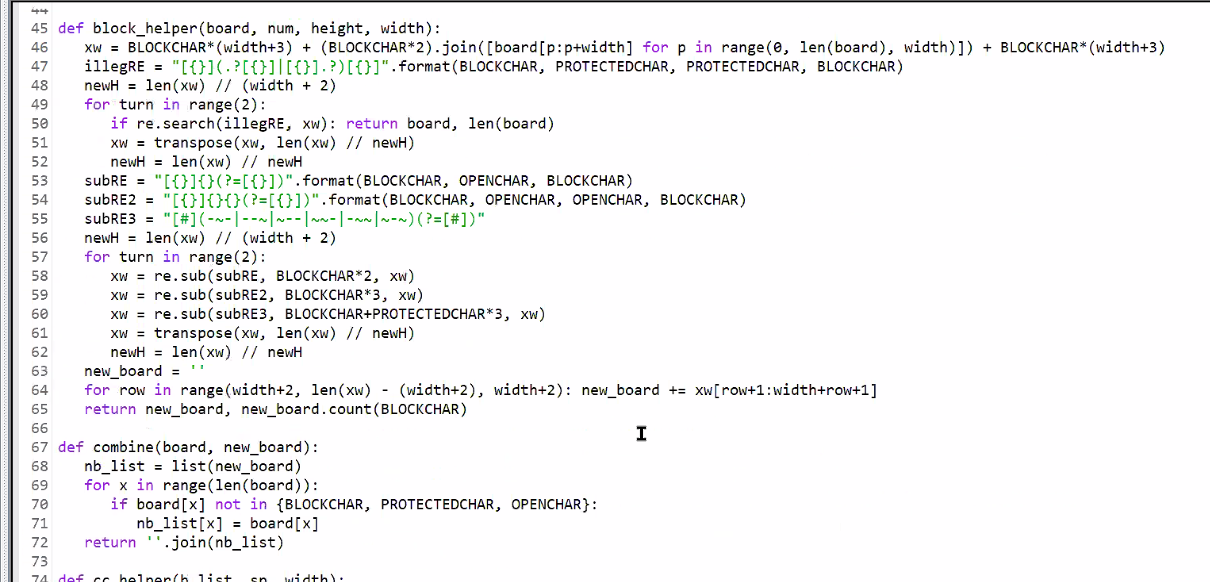 44
45 def block_helper(board, num, height, width):
46    xw = BLOCKCHAR*(width+3) + (BLOCKCHAR*2).join([board[p:p+width] for p in range(0, len(board), width)]) + BLOCKCHAR*(width+3)
47    illegRE = "[{}](.?[{}]|[{}].?)[{}]".format(BLOCKCHAR, PROTECTEDCHAR, PROTECTEDCHAR, BLOCKCHAR)
48    newH = len(xw) // (width + 2)
49    for turn in range(2):
50       if re.search(illegRE, xw): return board, len(board)
51       xw = transpose(xw, len(xw) // newH)
52       newH = len(xw) // newH
53    subRE = "[{}]{}(?=[{}])".format(BLOCKCHAR, OPENCHAR, BLOCKCHAR)
54    subRE2 = "[{}]{}{}(?=[{}])".format(BLOCKCHAR, OPENCHAR, OPENCHAR, BLOCKCHAR)
55    subRE3 = "[#](-~-|--~|~--|~~-|-~~|~-~)(?=[#])"
56    newH = len(xw) // (width + 2)
57    for turn in range(2):
58       xw = re.sub(subRE, BLOCKCHAR*2, xw)
59       xw = re.sub(subRE2, BLOCKCHAR*3, xw)
60       xw = re.sub(subRE3, BLOCKCHAR+PROTECTEDCHAR*3, xw)
61       xw = transpose(xw, len(xw) // newH)
62       newH = len(xw) // newH
63    new_board = ''
64    for row in range(width+2, len(xw) - (width+2), width+2): new_board += xw[row+1:width+row+1]
65    return new_board, new_board.count(BLOCKCHAR)
66
67 def combine(board, new_board):
68    nb_list = list(new_board)
69    for x in range(len(board)):
70       if board[x] not in {BLOCKCHAR, PROTECTEDCHAR, OPENCHAR}:
71          nb_list[x] = board[x]
72    return ''.join(nb_list)
73
74 def cc_helper(b_list, sp, width):